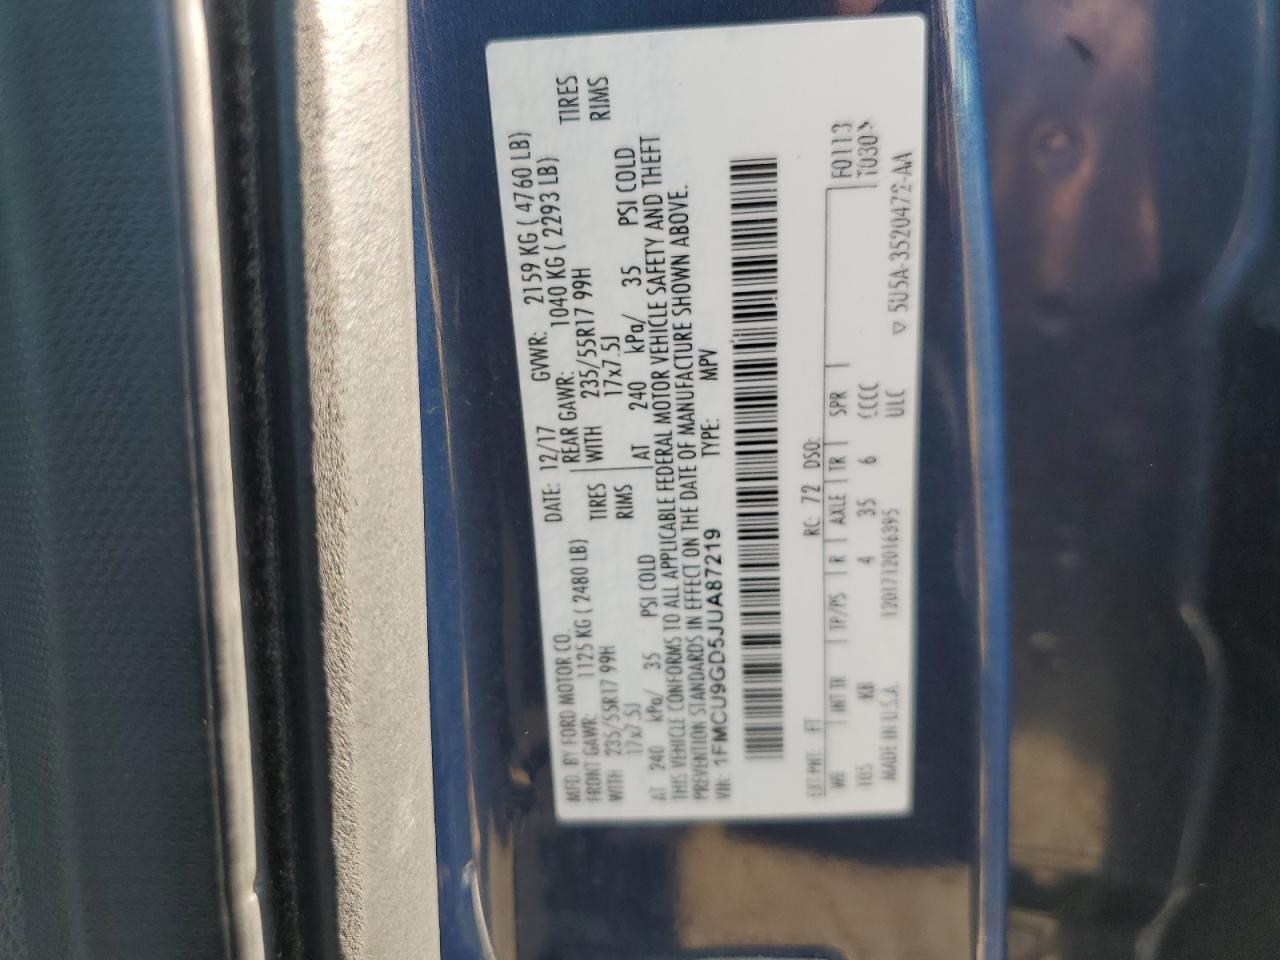 MFD. BY FORD MOTOR CO. DATE: 12/17 GVWR: 2159 KG ( 4760 LB)
FRONT GAWR: 1125 KG ( 2480 LB) REAR GAWR: 1040 KG ( 2293 LB)
WITH 235/55R17 99H TIRES WITH 235/55R17 99H TIRES
17x7.5J RIMS 17x7.5J RIMS
AT 240 kPa/ 35 PSI COLD AT 240 kPa/ 35 PSI COLD
THIS VEHICLE CONFORMS TO ALL APPLICABLE FEDERAL MOTOR VEHICLE SAFETY AND THEFT
PREVENTION STANDARDS IN EFFECT ON THE DATE OF MANUFACTURE SHOWN ABOVE.
VIN: 1FMCU9GD5JUA87219 TYPE: MPV
EXT PNT: FT RC: 72 DSO: F0113
WB INT TR TP/PS R AXLE TR SPR T0303
105 KB 4 35 6 CCCC
MADE IN U.S.A. 1201712016395 ULC
▽ 5U5A-3520472-AA